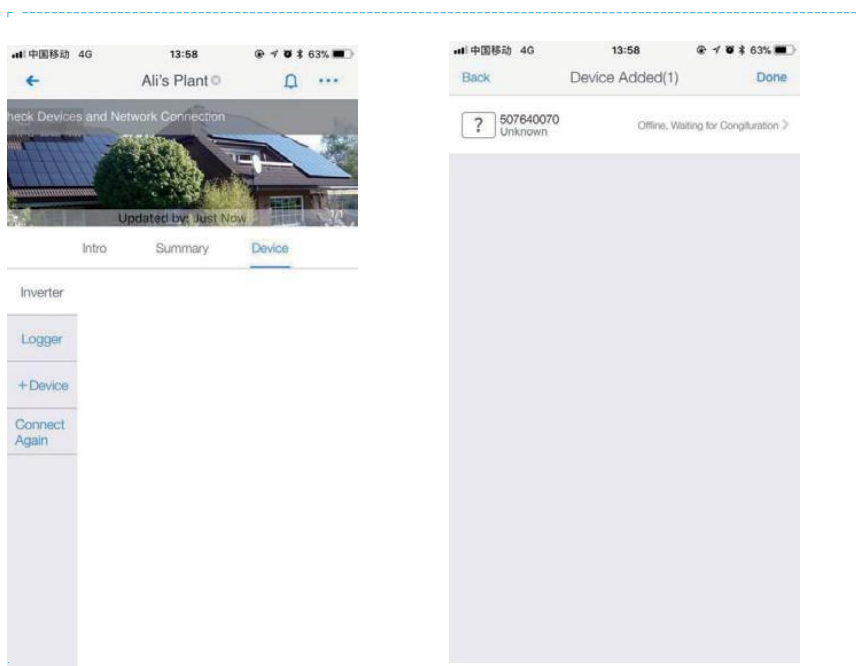 中国移动 4G 13:58 63%
Ali's Plant
heck Devices and Network Connection
Updated by: Just Now
Intro Summary Device
Inverter
Logger
+Device
Connect
Again
中国移动 4G 13:58 63%
Back Device Added(1) Done
507640070
Unknown
Offline, Waiting for Congifuration >